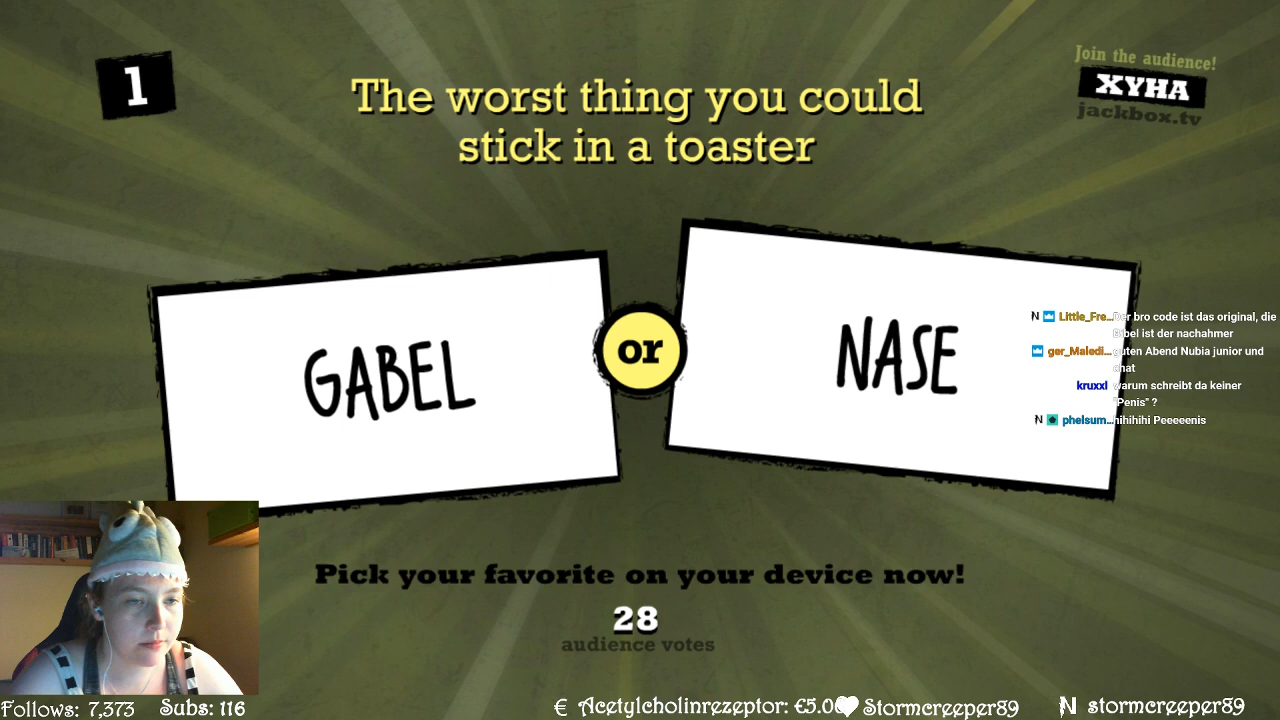 1
The worst thing you could
stick in a toaster
Join the audience!
XYHA
jackbox.tv
GABEL
or
NASE
N Little_Fre... Der bro code ist das original, die
Bibel ist der nachahmer
ger_Maledi... guten Abend Nubia junior und
chat
kruxxl warum schreibt da keiner
"Penis" ?
N phelsum... hihihihi Peeeeenis
Pick your favorite on your device now!
28
audience votes
Follows: 7,373 Subs: 116
€ Acetylcholinrezeptor: €5.0
Stormcreeper89
N stormcreeper89